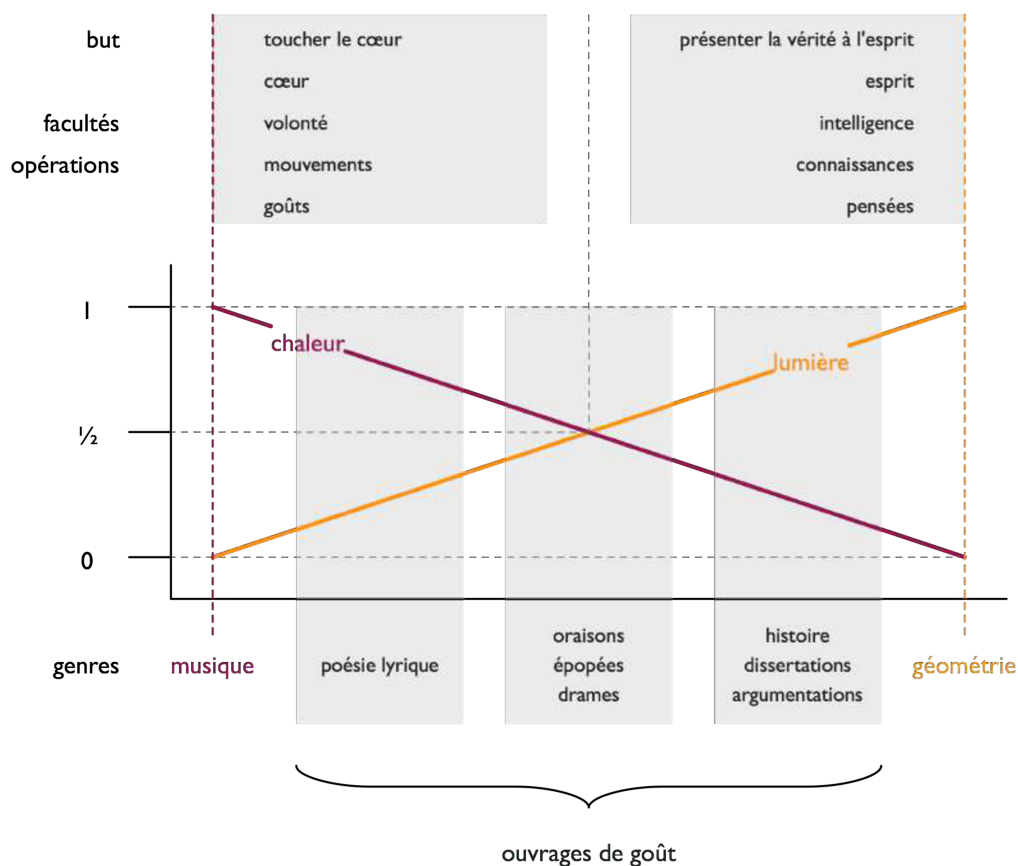 but toucher le cœur présenter la vérité à l'esprit
cœur esprit
facultés volonté intelligence
opérations mouvements connaissances
goûts pensées
1
chaleur lumière
½
0
oraisons histoire
genres musique poésie lyrique épopées dissertations géométrie
drames argumentations
ouvrages de goût